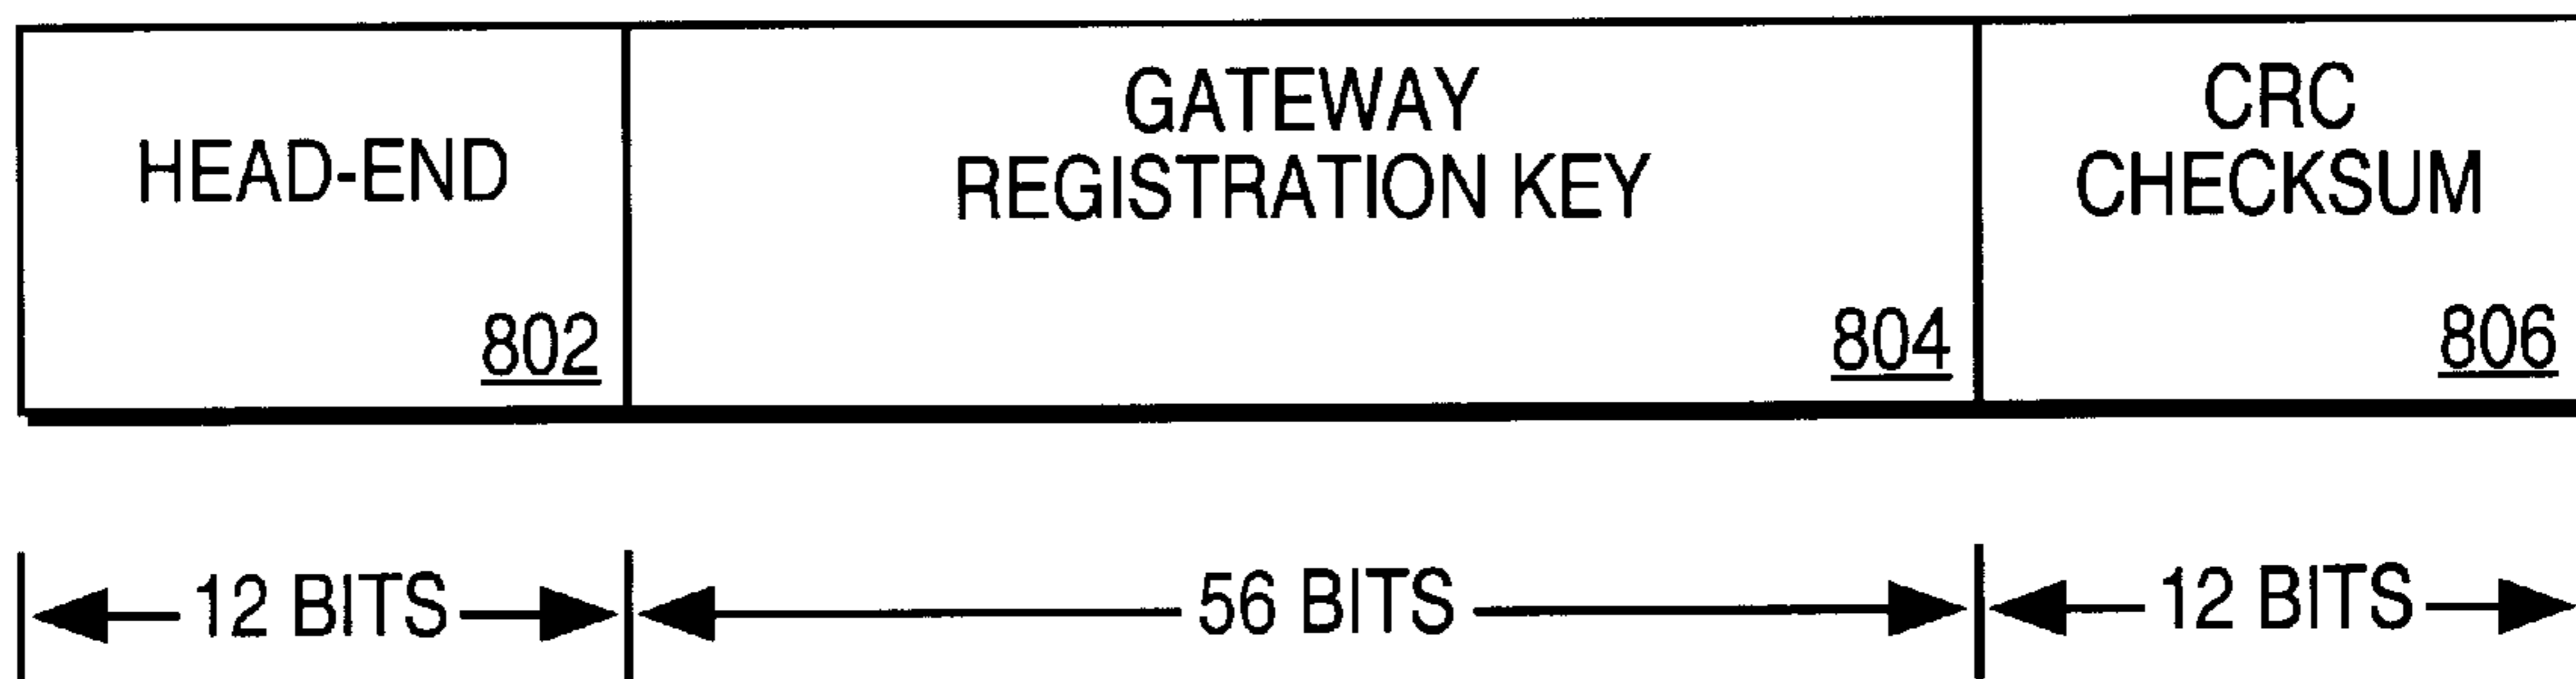 HEAD-END
802
GATEWAY
REGISTRATION KEY
804
CRC
CHECKSUM
806
12 BITS
56 BITS
12 BITS